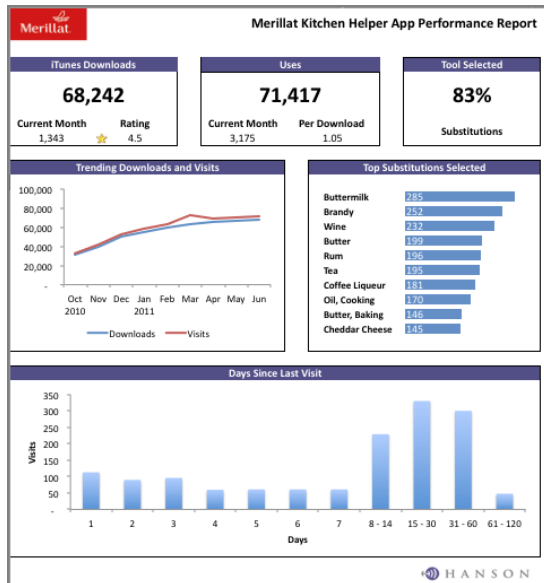 Merillat
Merillat Kitchen Helper App Performance Report
iTunes Downloads
68,242
Current Month Rating
1,343 4.5
Uses
71,417
Current Month Per Download
3,175 1.05
Tool Selected
83%
Substitutions
Trending Downloads and Visits
100,000
80,000
60,000
40,000
20,000
-
Oct Nov Dec Jan Feb Mar Apr May Jun
2010 2011
Downloads Visits
Top Substitutions Selected
Buttermilk 285
Brandy 252
Wine 232
Butter 199
Rum 196
Tea 195
Coffee Liqueur 181
Oil, Cooking 170
Butter, Baking 146
Cheddar Cheese 145
Days Since Last Visit
Visits
350
300
250
200
150
100
50
-
1 2 3 4 5 6 7 8 - 14 15 - 30 31 - 60 61 - 120
Days
HANSON